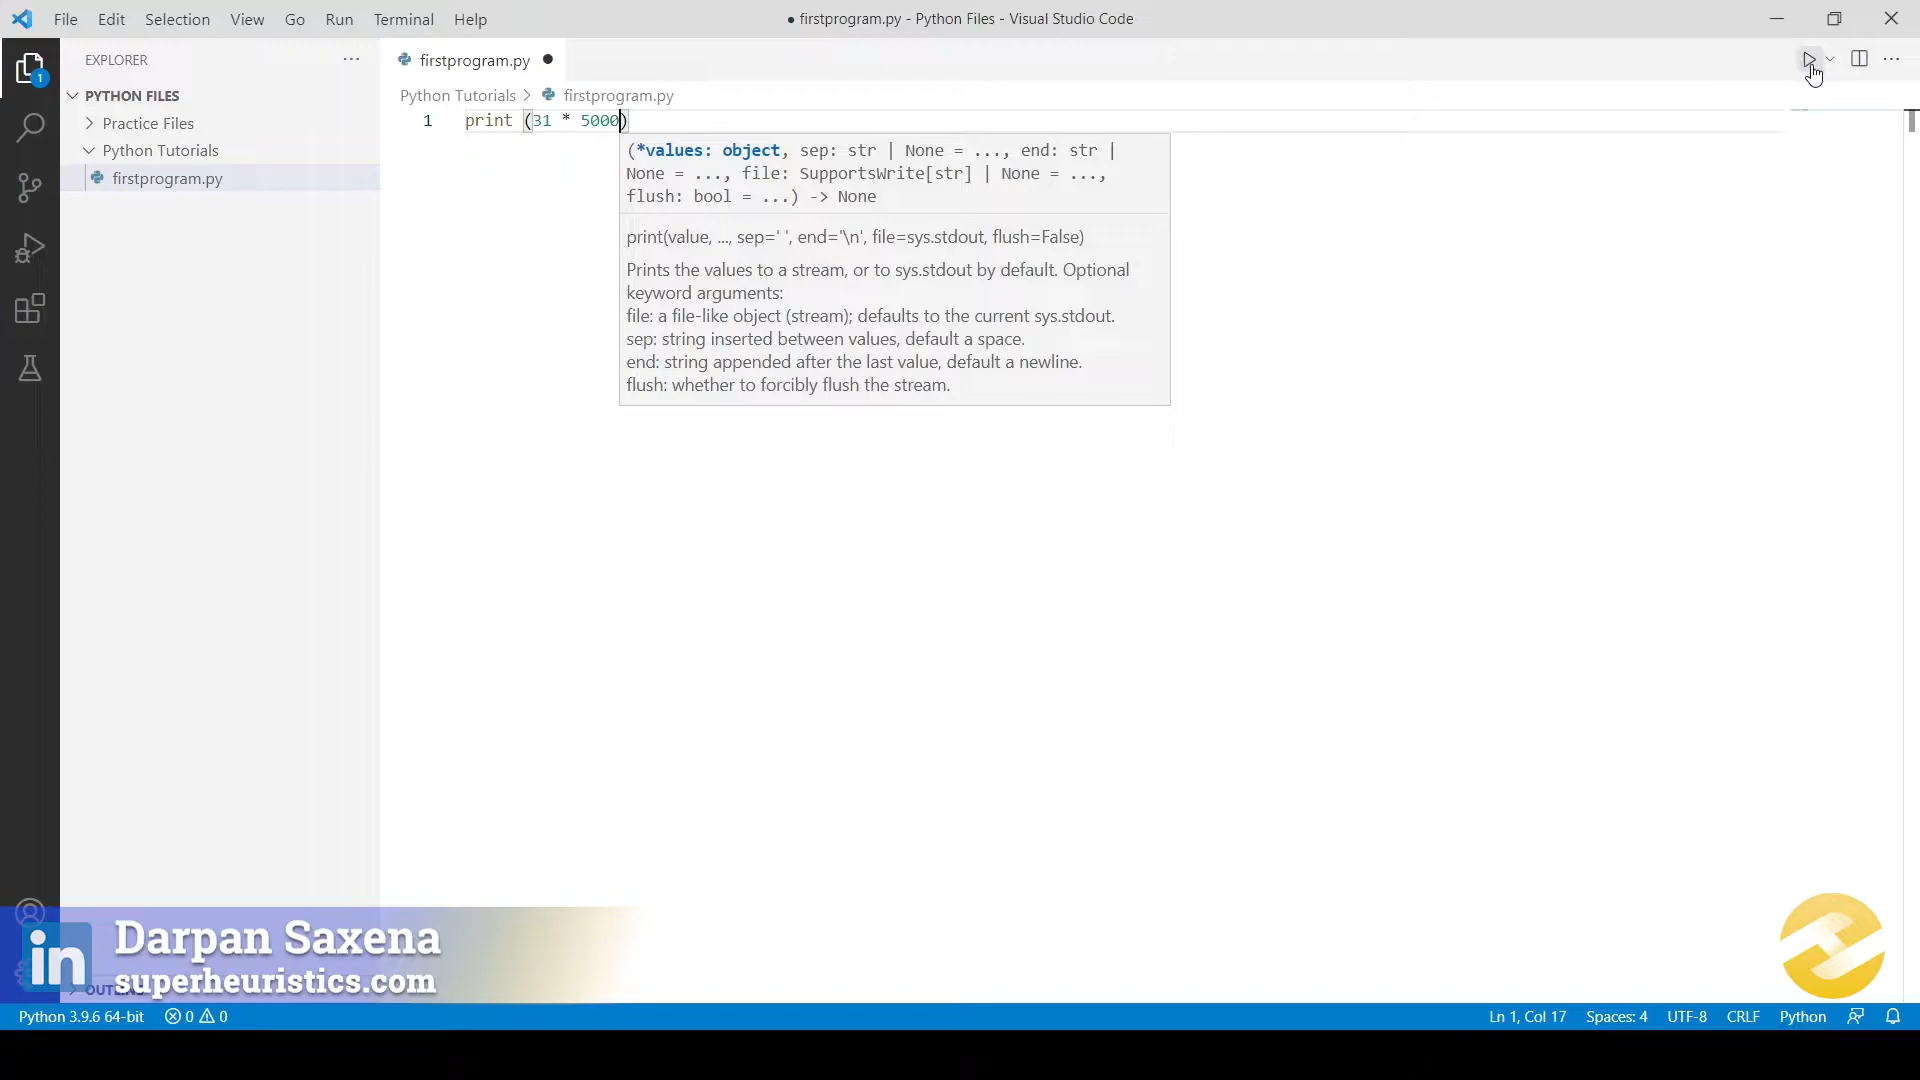 File Edit Selection View Go Run Terminal Help
● firstprogram.py - Python Files - Visual Studio Code
EXPLORER
firstprogram.py
PYTHON FILES
Python Tutorials > firstprogram.py
Practice Files
Python Tutorials
firstprogram.py
1
1 print (31 * 5000)
(*values: object, sep: str | None = ..., end: str |
None = ..., file: SupportsWrite[str] | None = ...,
flush: bool = ...) -> None
print(value, ..., sep=' ', end='\n', file=sys.stdout, flush=False)
Prints the values to a stream, or to sys.stdout by default. Optional
keyword arguments:
file: a file-like object (stream); defaults to the current sys.stdout.
sep: string inserted between values, default a space.
end: string appended after the last value, default a newline.
flush: whether to forcibly flush the stream.
in
Darpan Saxena
superheuristics.com
OUTLINE
Python 3.9.6 64-bit 0 0 Ln 1, Col 17 Spaces: 4 UTF-8 CRLF Python